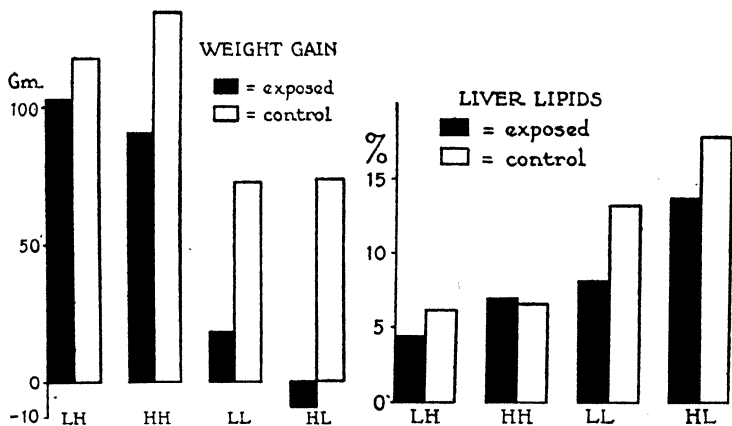 WEIGHT GAIN
= exposed
= control
Gm.
100
50
0
-10
LH HH LL HL
LIVER LIPIDS
= exposed
= control
%
15
10
5
0
LH HH LL HL